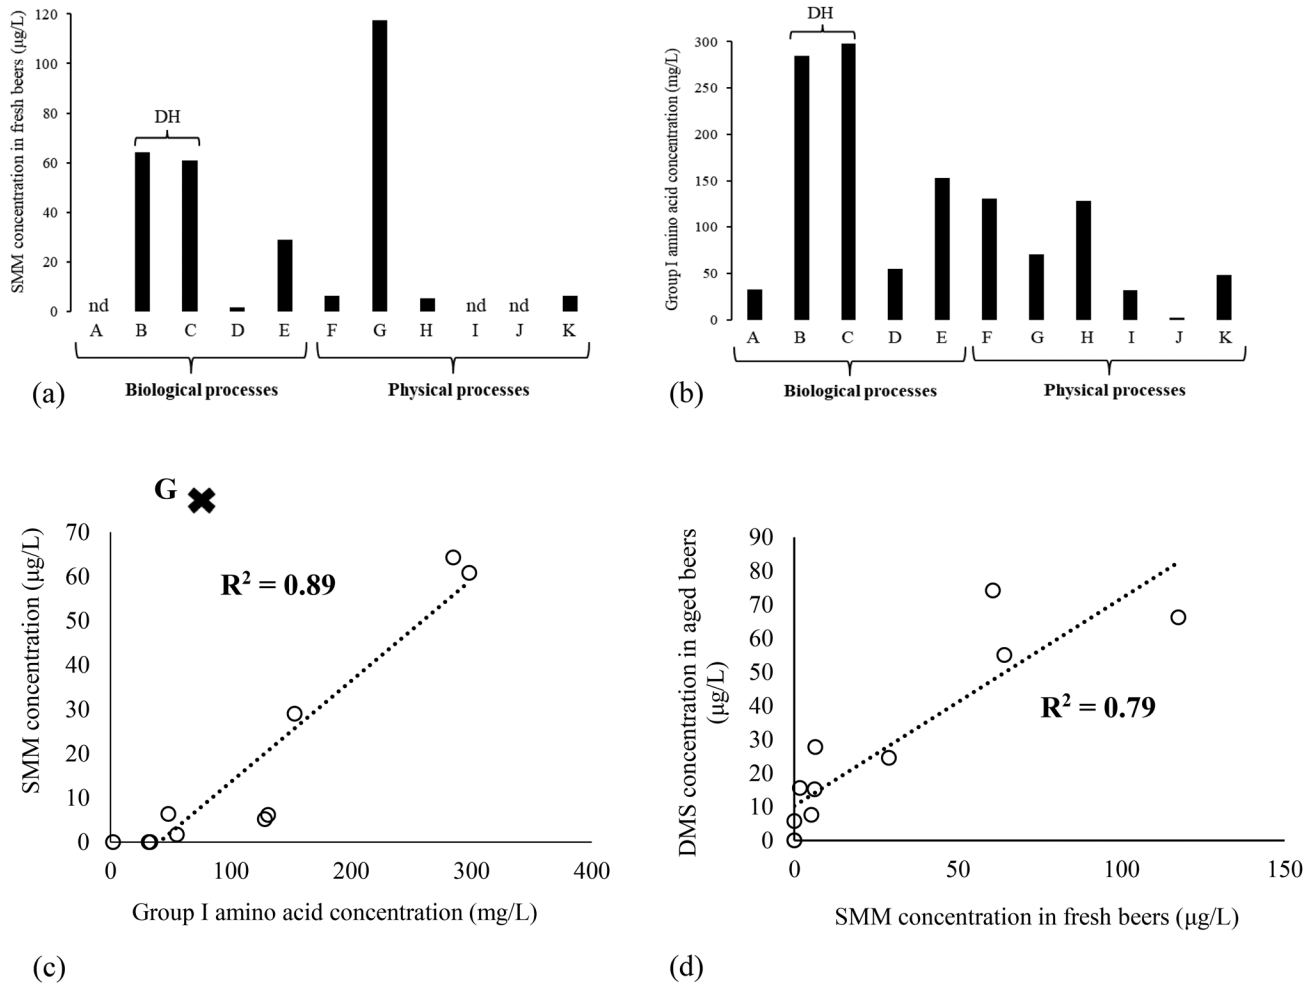 SMM concentration in fresh beers (µg/L)
120
100
80
60
40
20
0
DH
nd
nd
nd
A B C D E F G H I J K
Biological processes
Physical processes
(a)
Group I amino acid concentration (mg/L)
300
250
200
150
100
50
0
DH
A B C D E F G H I J K
Biological processes
Physical processes
(b)
G
SMM concentration (µg/L)
70
60
50
40
30
20
10
0
R² = 0.89
0 100 200 300 400
Group I amino acid concentration (mg/L)
(c)
DMS concentration in aged beers
(µg/L)
90
80
70
60
50
40
30
20
10
0
R² = 0.79
0 50 100 150
SMM concentration in fresh beers (µg/L)
(d)